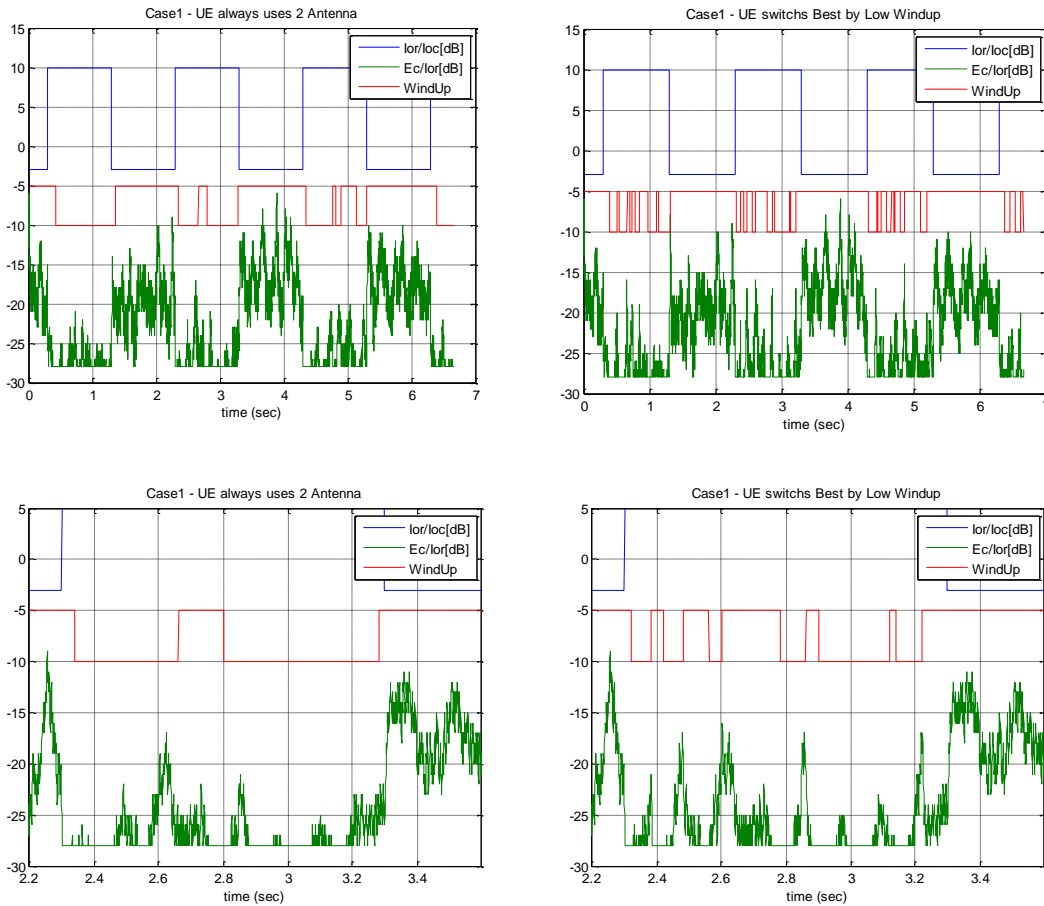 Case1 - UE always uses 2 Antenna
15
10
5
0
-5
-10
-15
-20
-25
-30
0 1 2 3 4 5 6 7
time (sec)
Ior/Ioc[dB]
Ec/Ior[dB]
WindUp
Case1 - UE switchs Best by Low Windup
15
10
5
0
-5
-10
-15
-20
-25
-30
0 1 2 3 4 5 6 7
time (sec)
Ior/Ioc[dB]
Ec/Ior[dB]
WindUp
Case1 - UE always uses 2 Antenna
5
0
-5
-10
-15
-20
-25
-30
2.2 2.4 2.6 2.8 3 3.2 3.4
time (sec)
Ior/Ioc[dB]
Ec/Ior[dB]
WindUp
Case1 - UE switchs Best by Low Windup
5
0
-5
-10
-15
-20
-25
-30
2.2 2.4 2.6 2.8 3 3.2 3.4
time (sec)
Ior/Ioc[dB]
Ec/Ior[dB]
WindUp